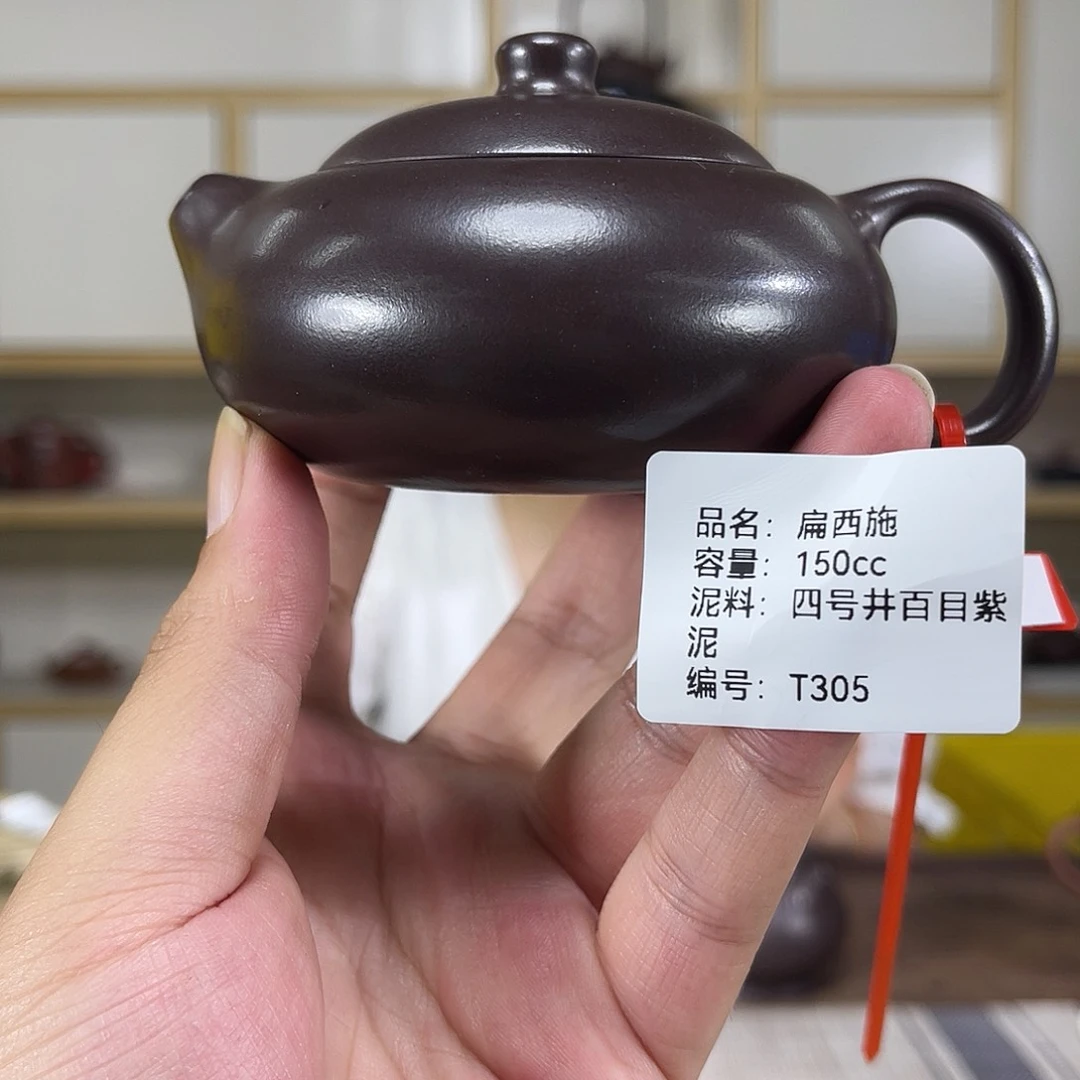 品名：扁西施
容量：150cc
泥料：四号井百目紫
泥
编号：T305